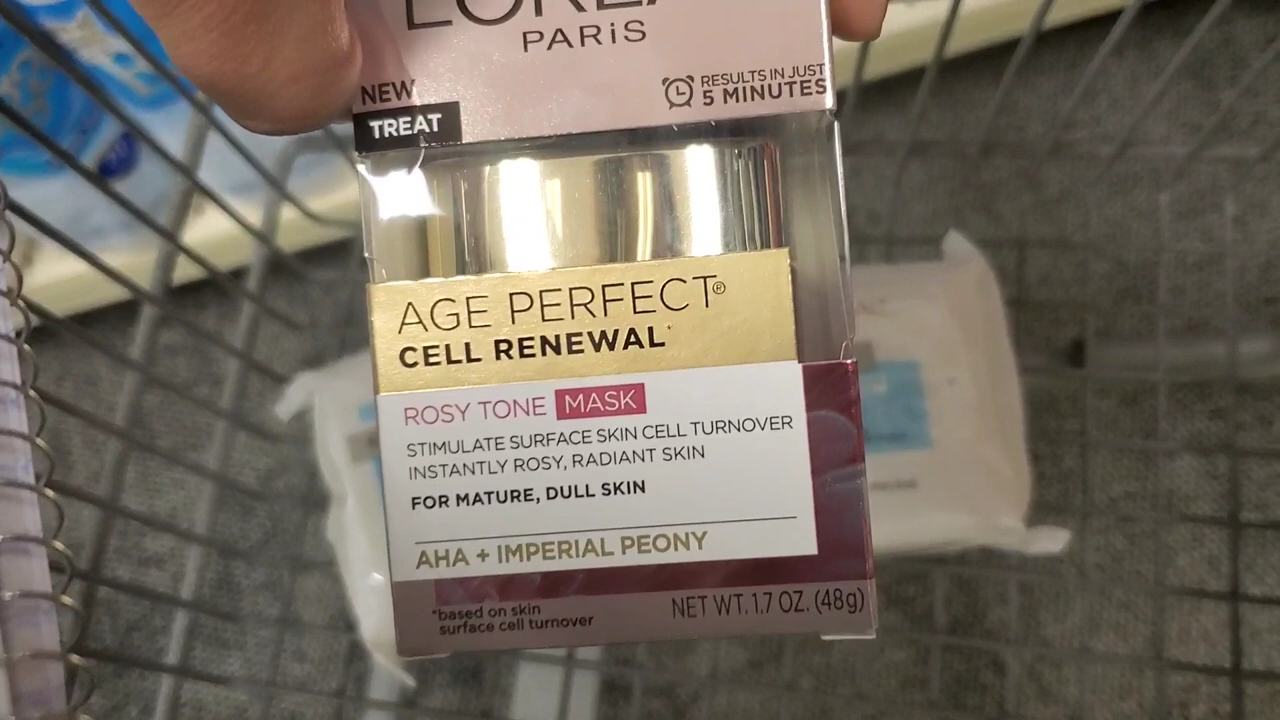 PARiS
NEW
TREAT
RESULTS IN JUST
5 MINUTES
AGE PERFECT®
CELL RENEWAL*
ROSY TONE MASK
STIMULATE SURFACE SKIN CELL TURNOVER
INSTANTLY ROSY, RADIANT SKIN
FOR MATURE, DULL SKIN
AHA + IMPERIAL PEONY
*based on skin
surface cell turnover
NET WT. 1.7 OZ. (48g)